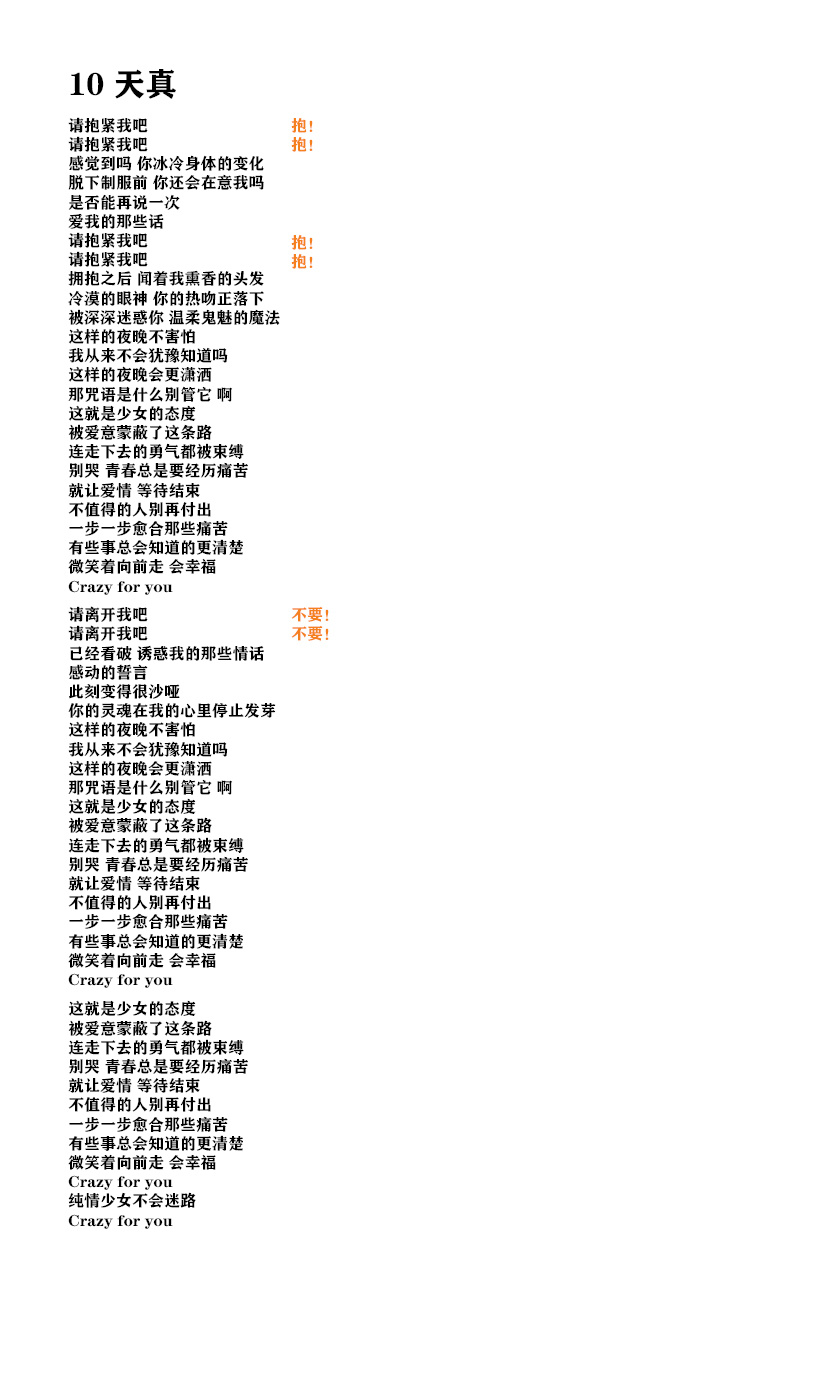 10 天真
请抱紧我吧 抱!
请抱紧我吧 抱!
感觉到吗 你冰冷身体的变化
脱下制服前 你还会在意我吗
是否能再说一次
爱我的那些话
请抱紧我吧 抱!
请抱紧我吧 抱!
拥抱之后 闻着我熏香的头发
冷漠的眼神 你的热吻正落下
被深深迷惑你 温柔鬼魅的魔法
这样的夜晚不害怕
我从来不会犹豫知道吗
这样的夜晚会更潇洒
那咒语是什么别管它 啊
这就是少女的态度
被爱意蒙蔽了这条路
连走下去的勇气都被束缚
别哭 青春总是要经历痛苦
就让爱情 等待结束
不值得的人别再付出
一步一步愈合那些痛苦
有些事总会知道的更清楚
微笑着向前走 会幸福
Crazy for you
请离开我吧 不要!
请离开我吧 不要!
已经看破 诱惑我的那些情话
感动的誓言
此刻变得很沙哑
你的灵魂在我的心里停止发芽
这样的夜晚不害怕
我从来不会犹豫知道吗
这样的夜晚会更潇洒
那咒语是什么别管它 啊
这就是少女的态度
被爱意蒙蔽了这条路
连走下去的勇气都被束缚
别哭 青春总是要经历痛苦
就让爱情 等待结束
不值得的人别再付出
一步一步愈合那些痛苦
有些事总会知道的更清楚
微笑着向前走 会幸福
Crazy for you
这就是少女的态度
被爱意蒙蔽了这条路
连走下去的勇气都被束缚
别哭 青春总是要经历痛苦
就让爱情 等待结束
不值得的人别再付出
一步一步愈合那些痛苦
有些事总会知道的更清楚
微笑着向前走 会幸福
Crazy for you
纯情少女不会迷路
Crazy for you